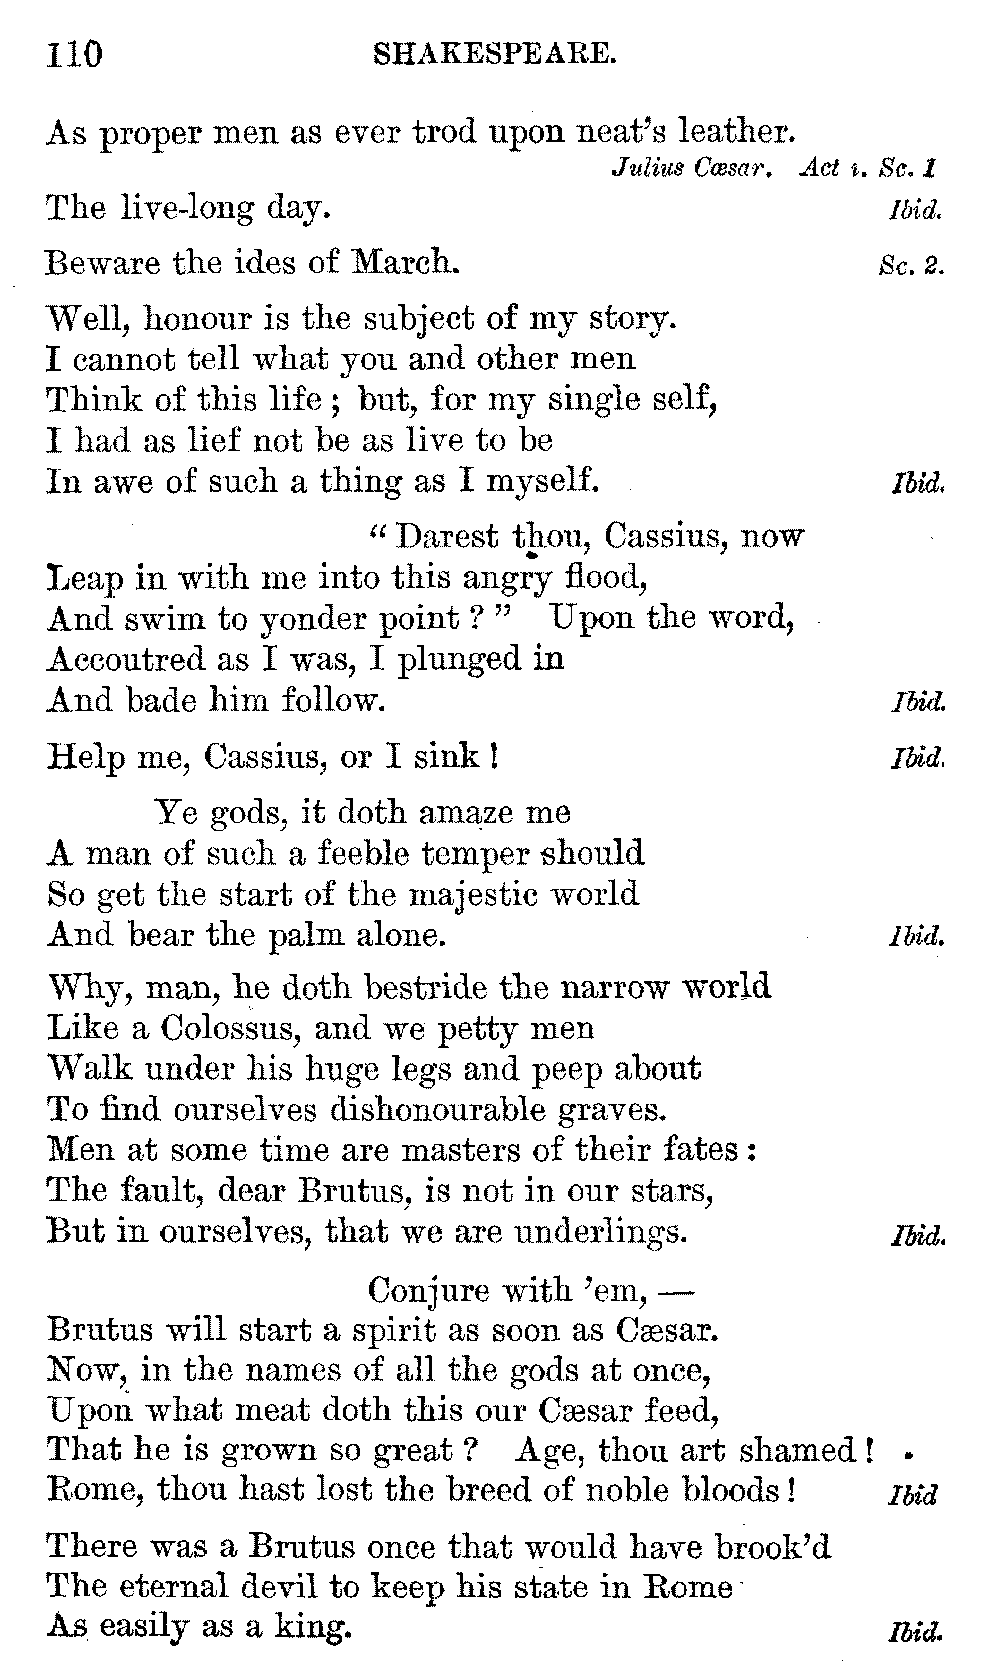 110 SHAKESPEARE.
As proper men as ever trod upon neat's leather.
Julius Cæsar. Act i. Sc. 1
The live-long day. Ibid.
Beware the ides of March. Sc. 2.
Well, honour is the subject of my story.
I cannot tell what you and other men
Think of this life ; but, for my single self,
I had as lief not be as live to be
In awe of such a thing as I myself. Ibid.
“ Darest thou, Cassius, now
Leap in with me into this angry flood,
And swim to yonder point ? ” Upon the word,
Accoutred as I was, I plunged in
And bade him follow. Ibid.
Help me, Cassius, or I sink ! Ibid.
Ye gods, it doth amaze me
A man of such a feeble temper should
So get the start of the majestic world
And bear the palm alone. Ibid.
Why, man, he doth bestride the narrow world
Like a Colossus, and we petty men
Walk under his huge legs and peep about
To find ourselves dishonourable graves.
Men at some time are masters of their fates :
The fault, dear Brutus, is not in our stars,
But in ourselves, that we are underlings. Ibid.
Conjure with 'em, —
Brutus will start a spirit as soon as Cæsar.
Now, in the names of all the gods at once,
Upon what meat doth this our Cæsar feed,
That he is grown so great ? Age, thou art shamed !
Rome, thou hast lost the breed of noble bloods ! Ibid
There was a Brutus once that would have brook'd
The eternal devil to keep his state in Rome
As easily as a king. Ibid.